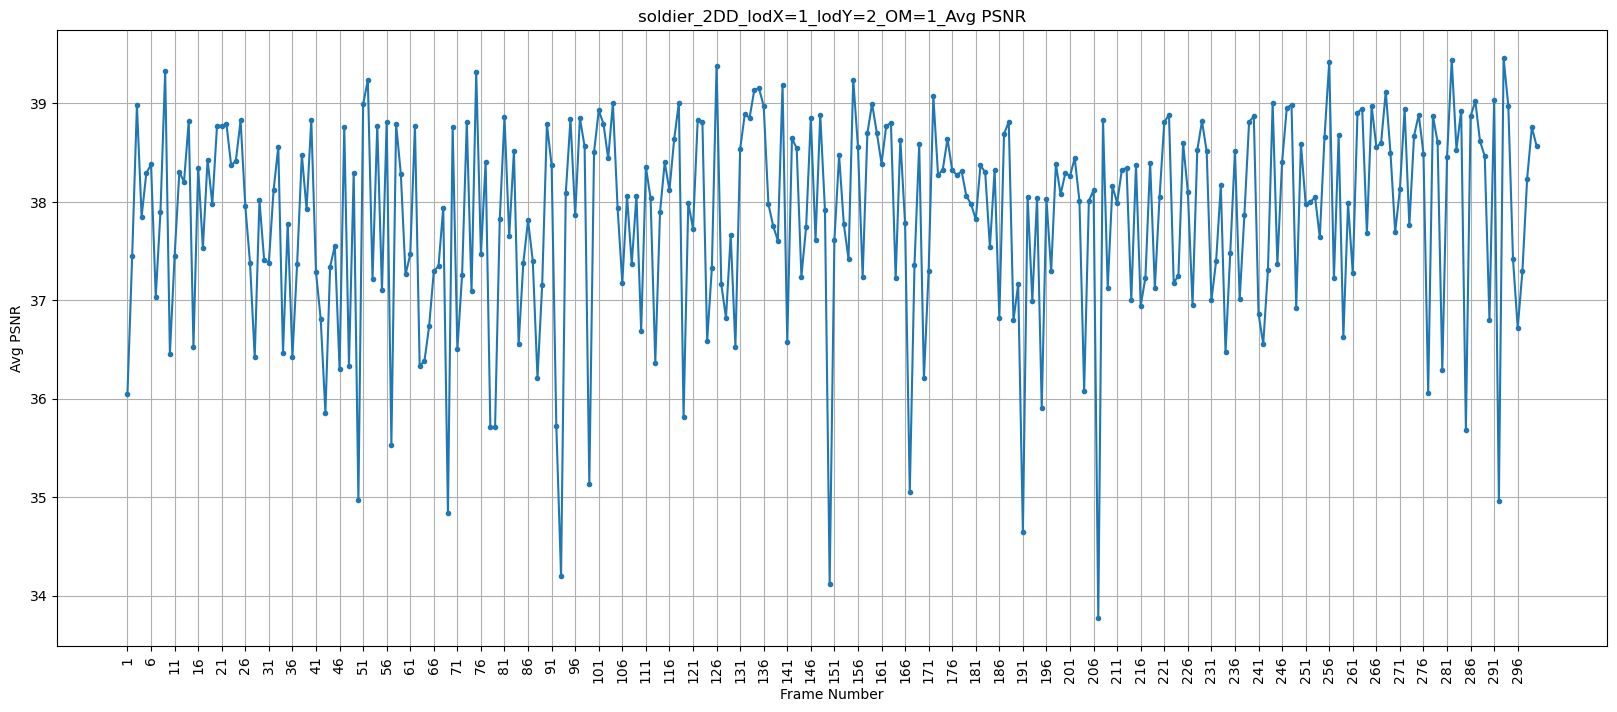 soldier_2DD_lodX=1_lodY=2_OM=1_Avg PSNR
Avg PSNR
39
38
37
36
35
34
1 6 11 16 21 26 31 36 41 46 51 56 61 66 71 76 81 86 91 96 101 106 111 116 121 126 131 136 141 146 151 156 161 166 171 176 181 186 191 196 201 206 211 216 221 226 231 236 241 246 251 256 261 266 271 276 281 286 291 296
Frame Number